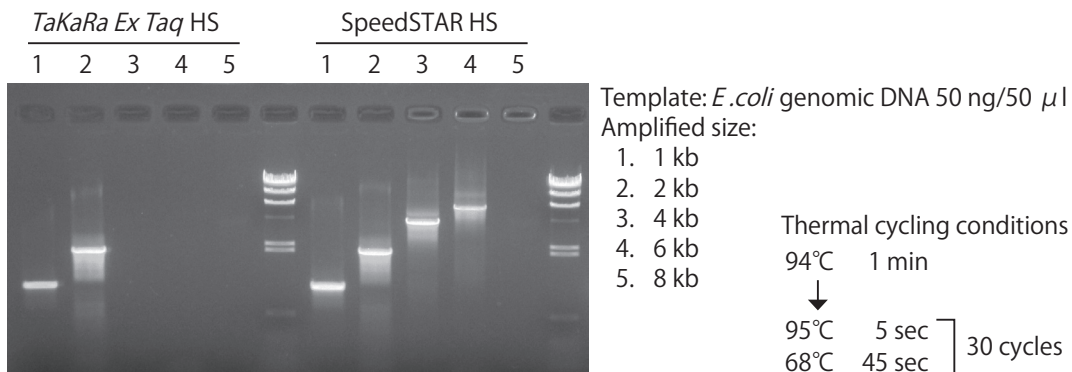 TaKaRa Ex Taq HS SpeedSTAR HS
1 2 3 4 5 1 2 3 4 5
Template: E .coli genomic DNA 50 ng/50 μl
Amplified size:
1. 1 kb
2. 2 kb
3. 4 kb
4. 6 kb
5. 8 kb
Thermal cycling conditions
94℃ 1 min
95℃ 5 sec
68℃ 45 sec
30 cycles